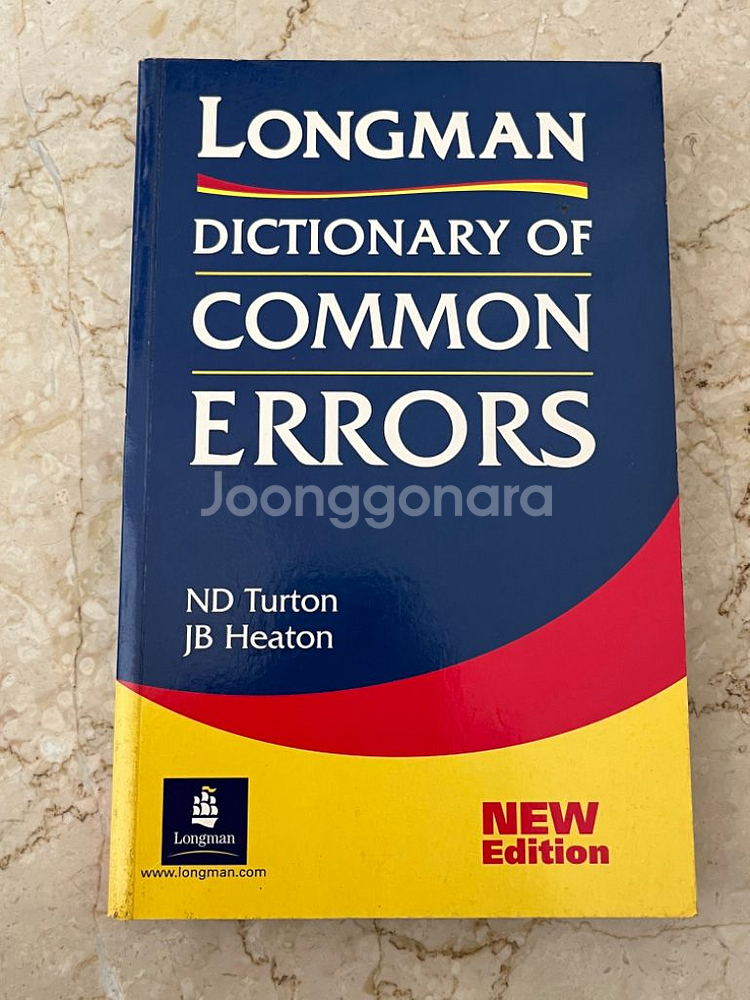 LONGMAN
DICTIONARY OF
COMMON
ERRORS
Joonggonara
ND Turton
JB Heaton
Longman
www.longman.com
NEW
Edition